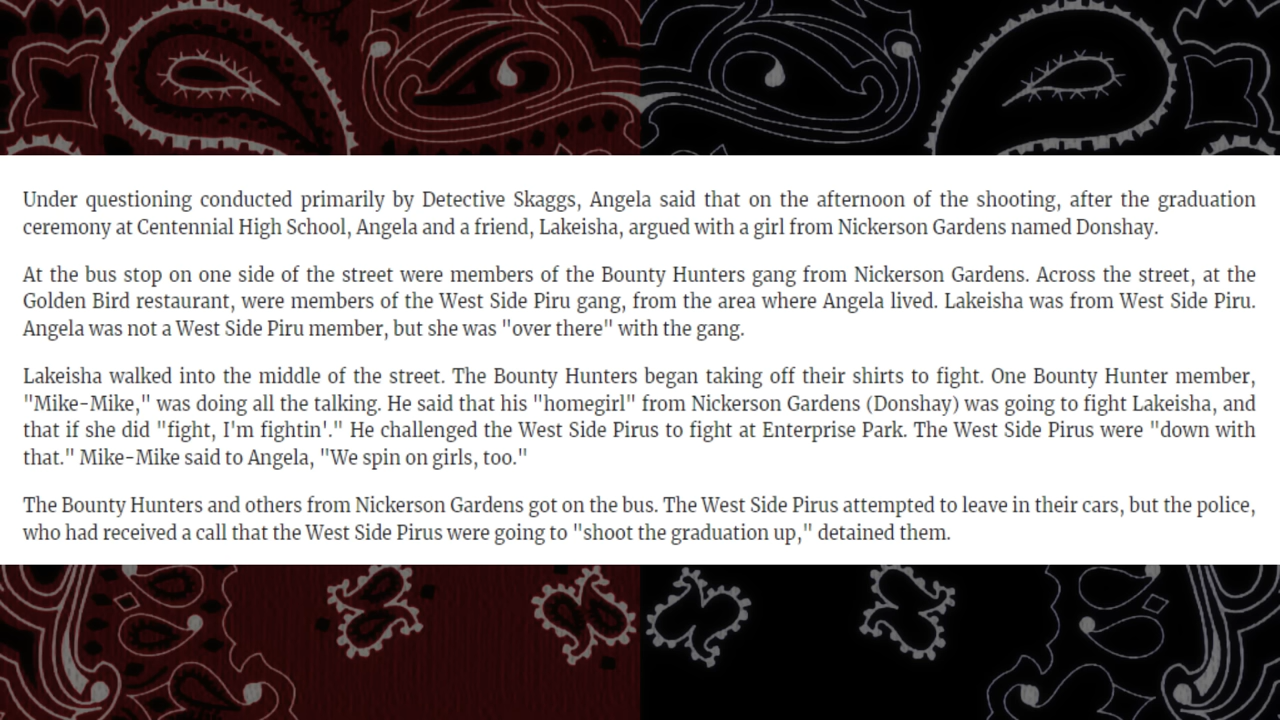 Under questioning conducted primarily by Detective Skaggs, Angela said that on the afternoon of the shooting, after the graduation
ceremony at Centennial High School, Angela and a friend, Lakeisha, argued with a girl from Nickerson Gardens named Donshay.
At the bus stop on one side of the street were members of the Bounty Hunters gang from Nickerson Gardens. Across the street, at the
Golden Bird restaurant, were members of the West Side Piru gang, from the area where Angela lived. Lakeisha was from West Side Piru.
Angela was not a West Side Piru member, but she was "over there" with the gang.
Lakeisha walked into the middle of the street. The Bounty Hunters began taking off their shirts to fight. One Bounty Hunter member,
"Mike-Mike," was doing all the talking. He said that his "homegirl" from Nickerson Gardens (Donshay) was going to fight Lakeisha, and
that if she did "fight, I'm fightin'." He challenged the West Side Pirus to fight at Enterprise Park. The West Side Pirus were "down with
that." Mike-Mike said to Angela, "We spin on girls, too."
The Bounty Hunters and others from Nickerson Gardens got on the bus. The West Side Pirus attempted to leave in their cars, but the police,
who had received a call that the West Side Pirus were going to "shoot the graduation up," detained them.